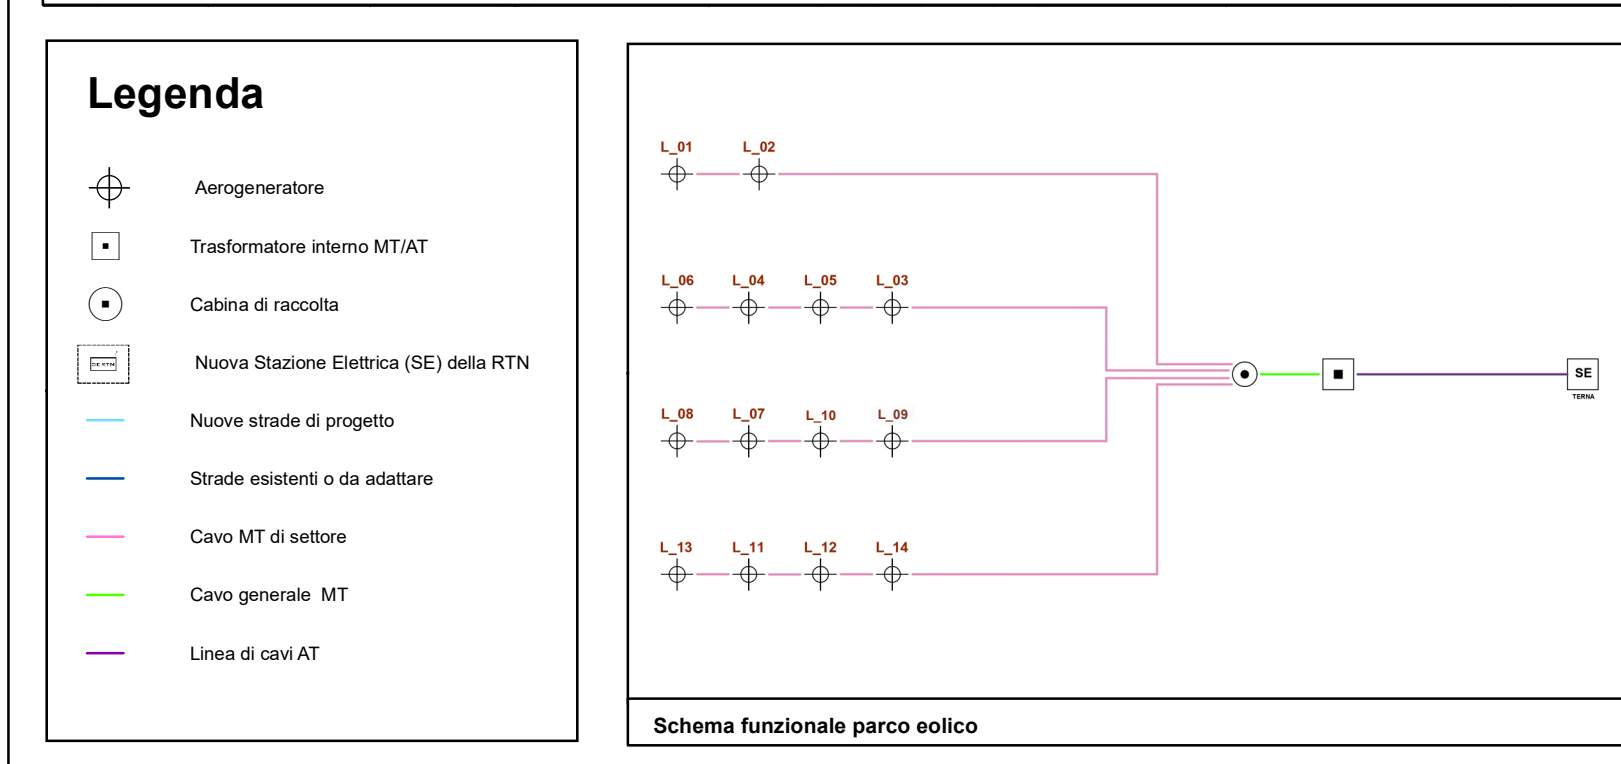 Legenda
Aerogeneratore
Trasformatore interno MT/AT
Cabina di raccolta
Nuova Stazione Elettrica (SE) della RTN
Nuove strade di progetto
Strade esistenti o da adattare
Cavo MT di settore
Cavo generale MT
Linea di cavi AT
L_01 L_02
L_06 L_04 L_05 L_03
L_08 L_07 L_10 L_09
L_13 L_11 L_12 L_14
SE
TERNA
Schema funzionale parco eolico